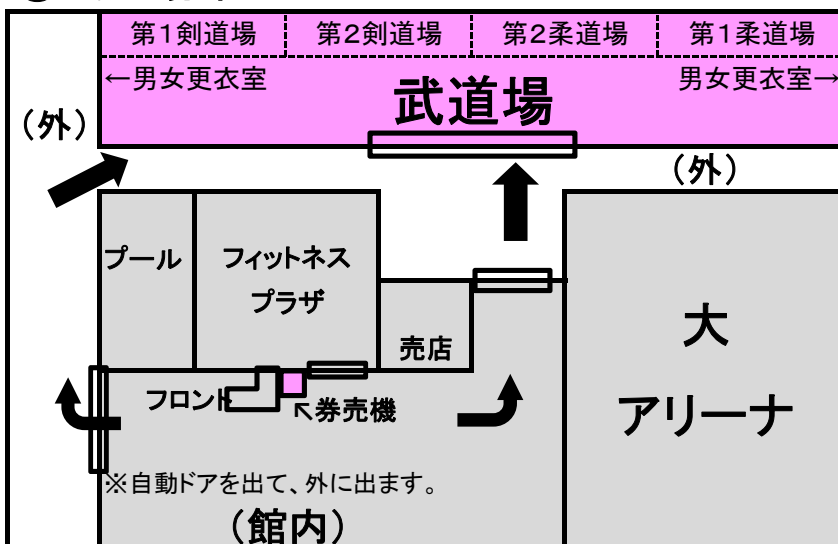 第1剣道場
第2剣道場
第2柔道場
第1柔道場
←男女更衣室
男女更衣室→
武道場
(外)
(外)
プール
フィットネス
プラザ
売店
大
アリーナ
フロント
↖券売機
※自動ドアを出て、外に出ます。
(館内)